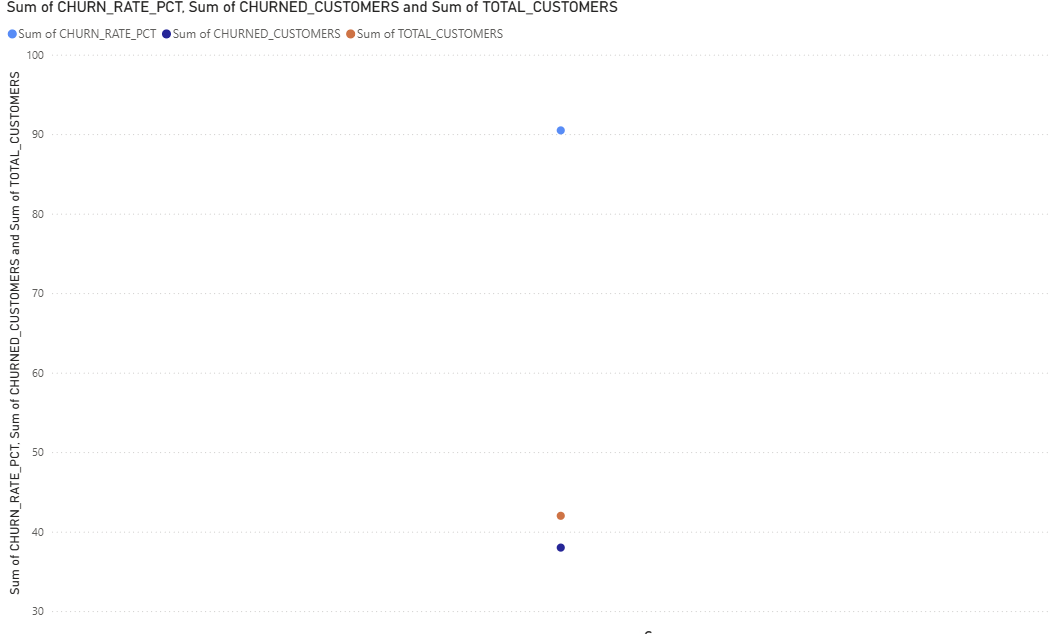 Sum of CHURN_RATE_PCT, Sum of CHURNED_CUSTOMERS and Sum of TOTAL_CUSTOMERS
Sum of CHURN_RATE_PCT Sum of CHURNED_CUSTOMERS Sum of TOTAL_CUSTOMERS
Sum of CHURN_RATE_PCT, Sum of CHURNED_CUSTOMERS and Sum of TOTAL_CUSTOMERS
100
90
80
70
60
50
40
30